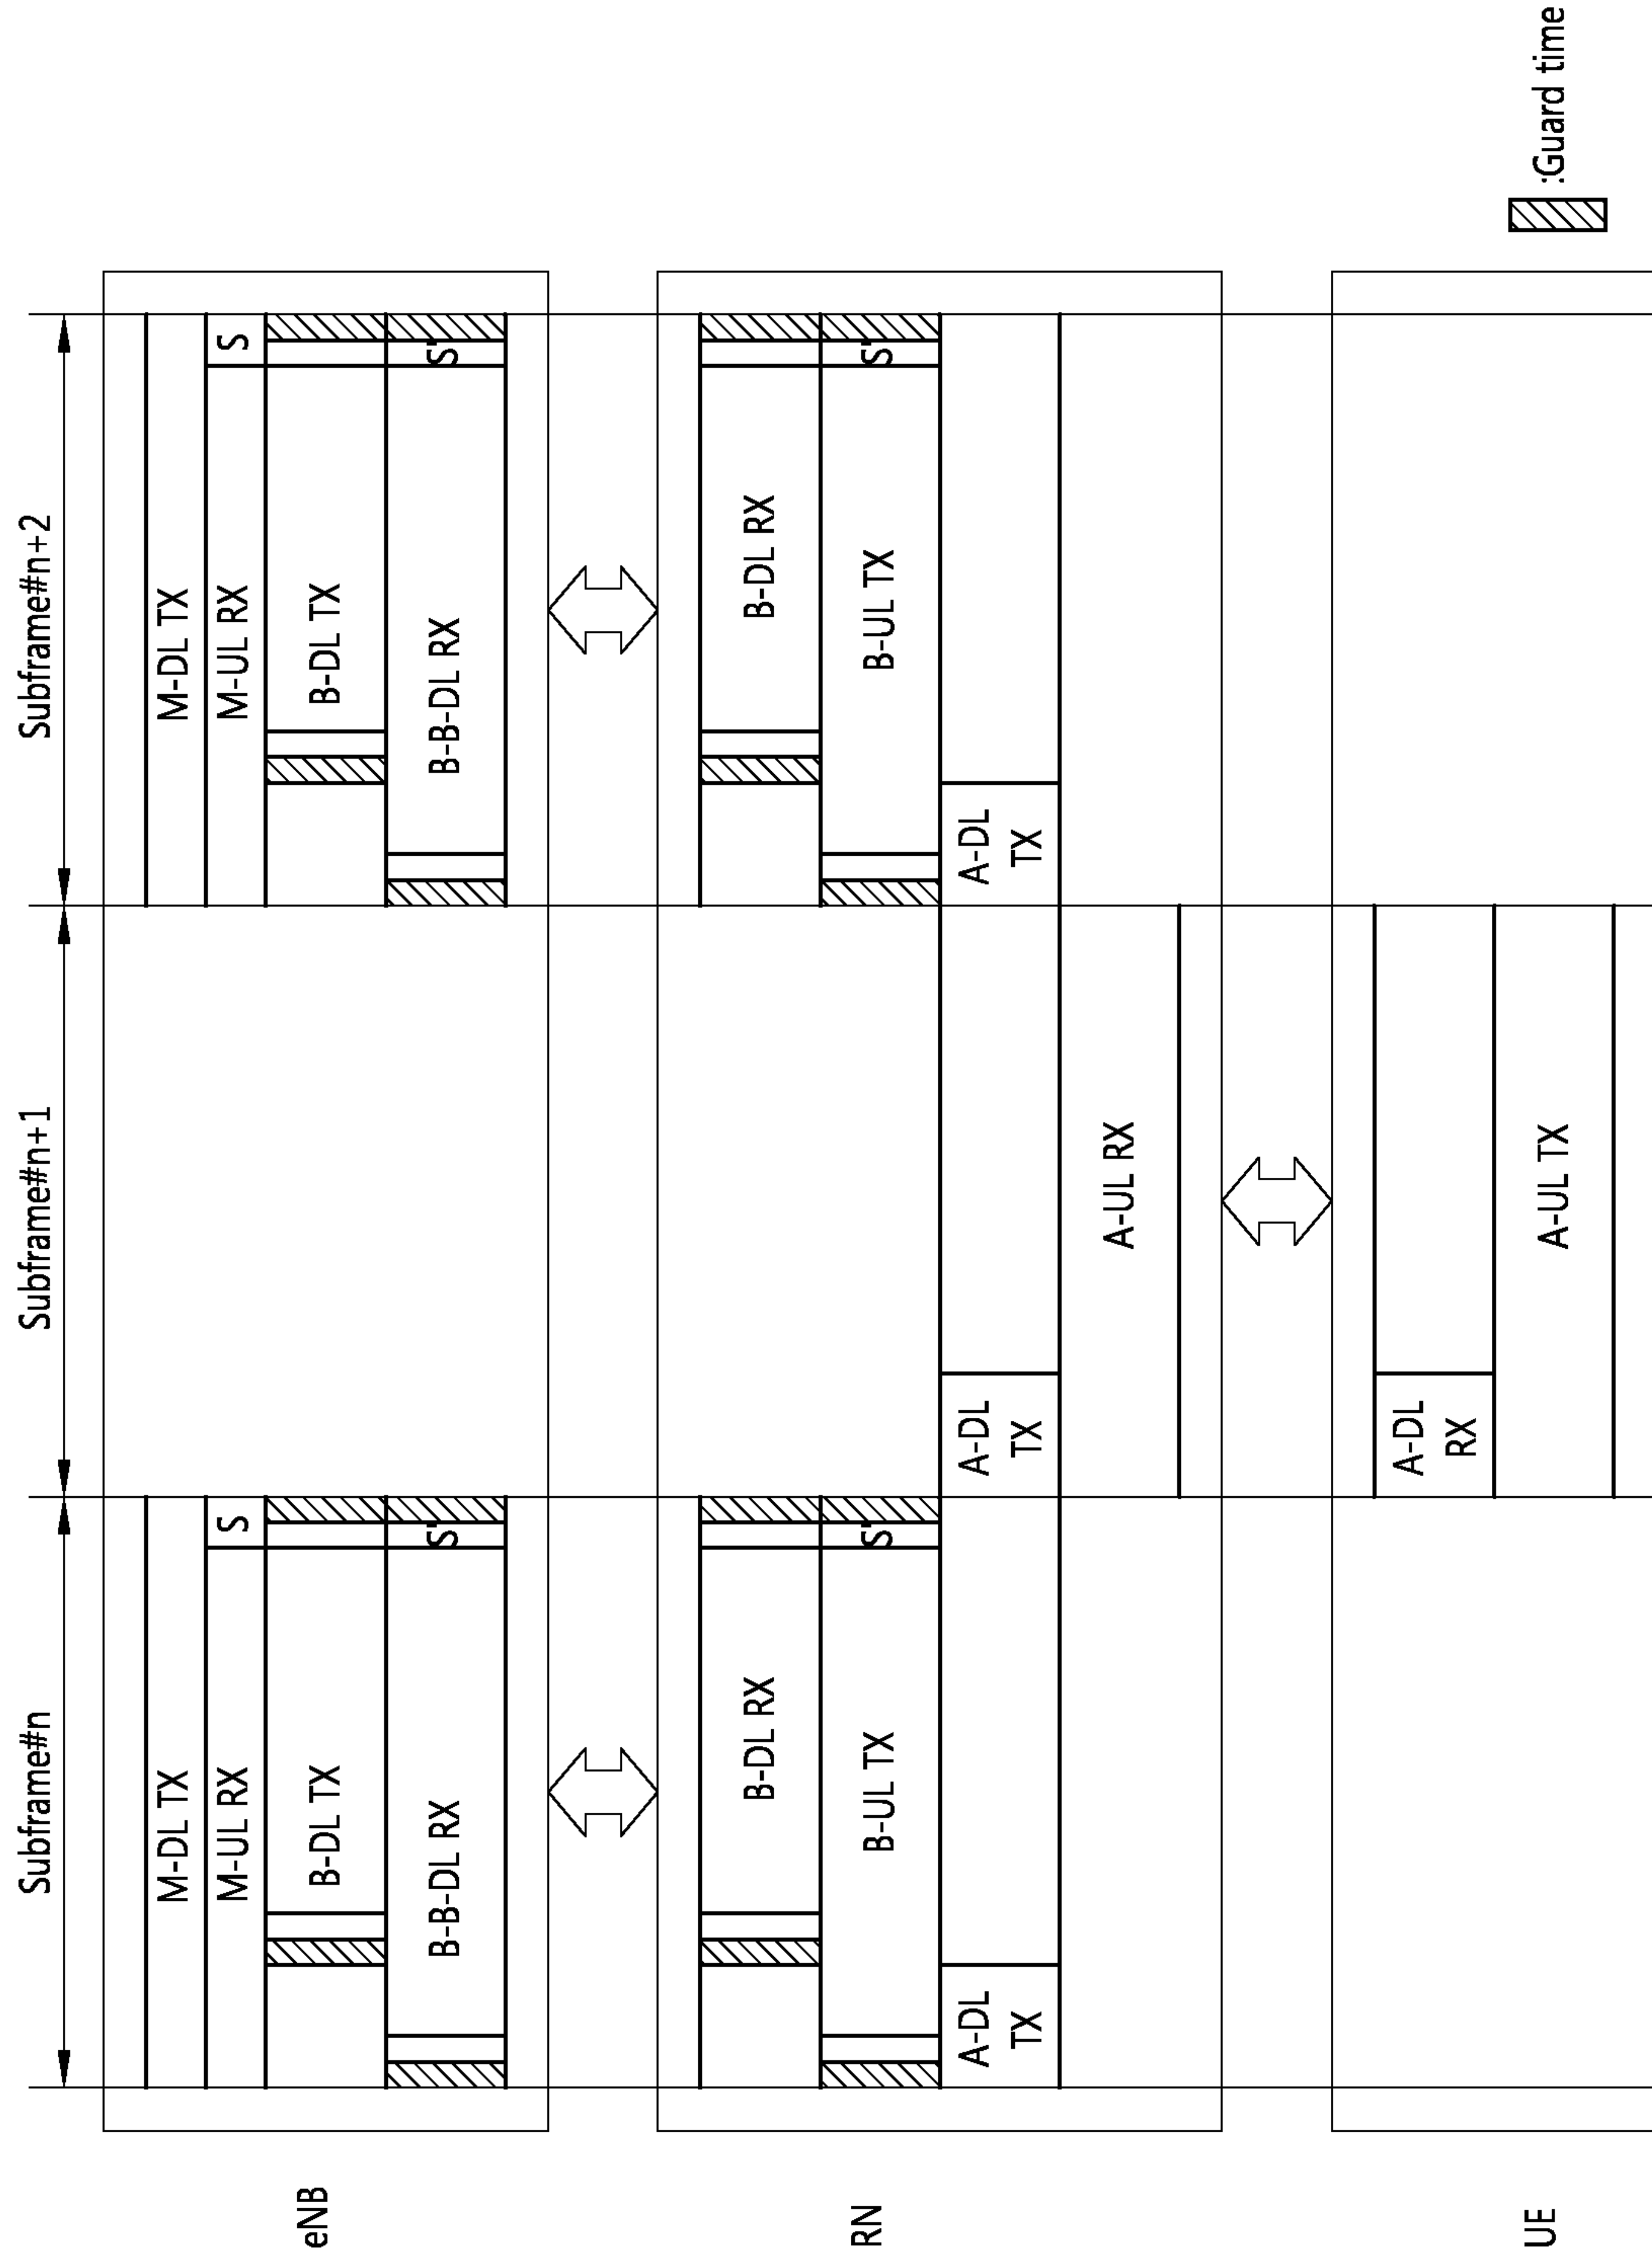 Subframe#n
Subframe#n+1
Subframe#n+2
eNB
M-DL TX
M-DL TX
M-UL RX
S
M-UL RX
S
B-DL TX
B-DL TX
B-B-DL RX
S'
B-B-DL RX
S'
RN
B-DL RX
B-DL RX
B-UL TX
S'
B-UL TX
S'
A-DL
TX
A-DL
TX
A-DL
TX
A-UL RX
UE
A-DL
RX
A-UL TX
:Guard time